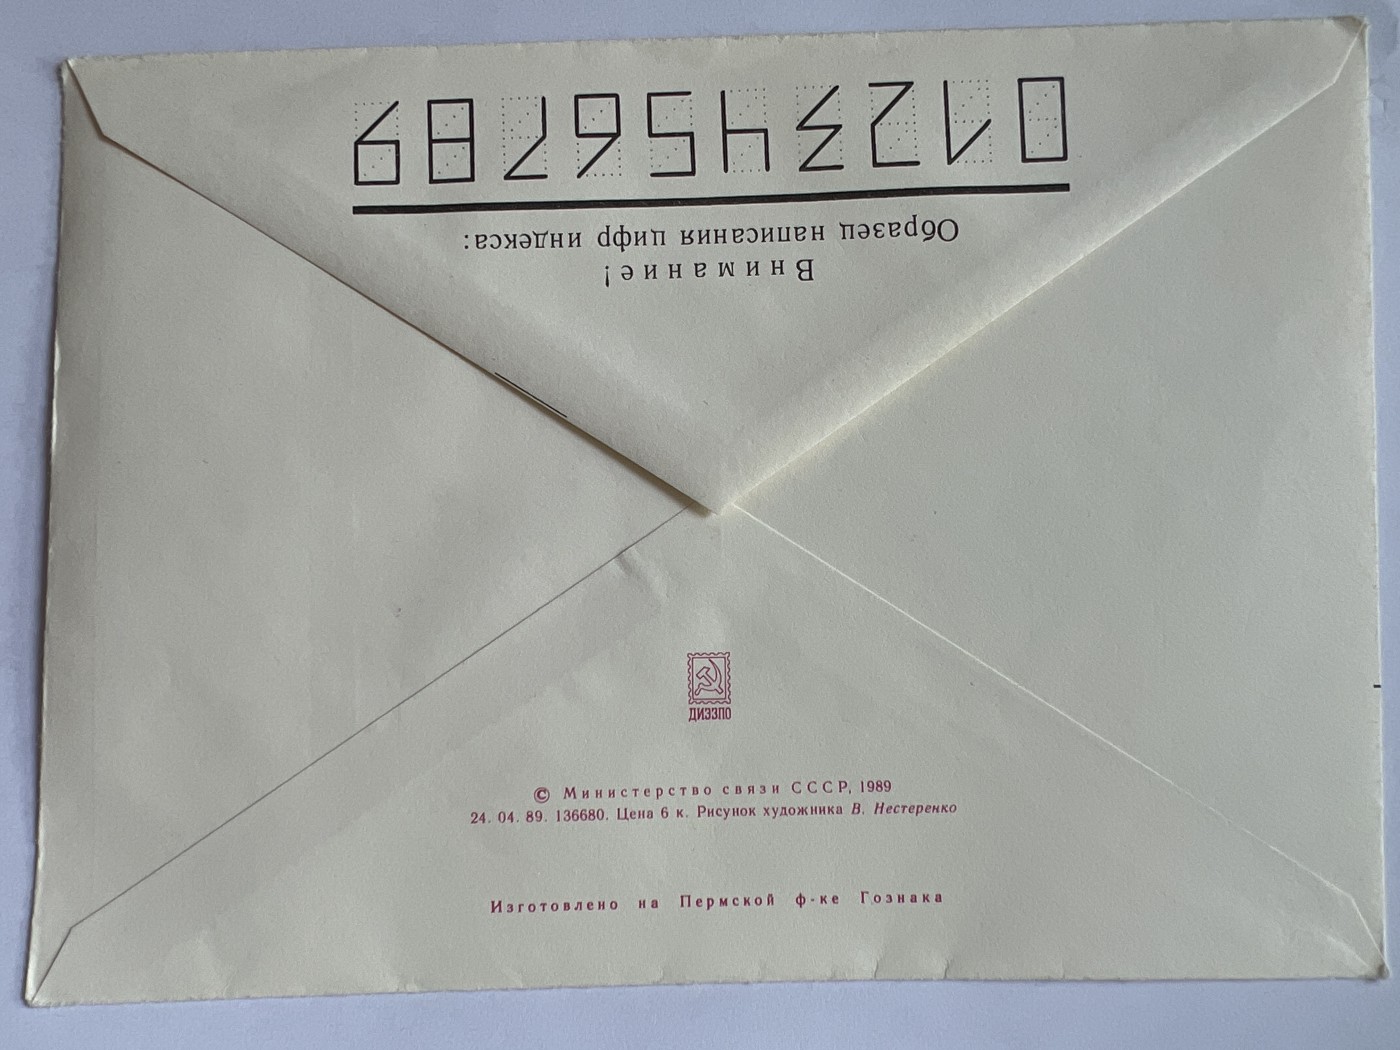 Внимание!
Образец написания цифр индекса:
0123456789
ДИЭЗПО
© Министерство связи СССР, 1989
24. 04. 89. 136680. Цена 6 к. Рисунок художника В. Нестеренко
Изготовлено на Пермской ф-ке Гознака